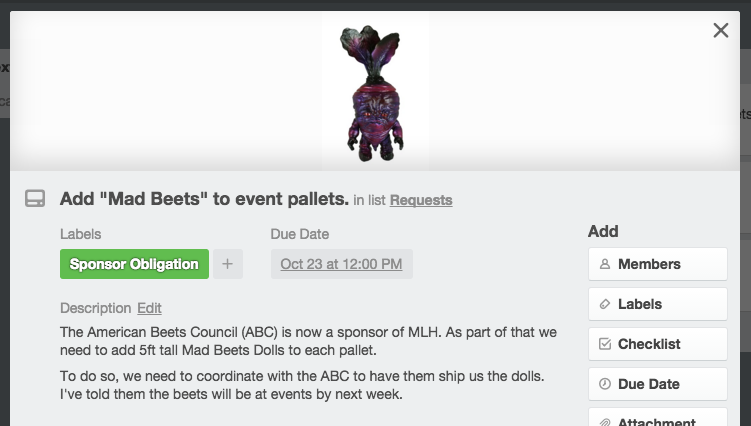 Add "Mad Beets" to event pallets. in list Requests
Labels
Due Date
Sponsor Obligation
+
Oct 23 at 12:00 PM
Description Edit
The American Beets Council (ABC) is now a sponsor of MLH. As part of that we
need to add 5ft tall Mad Beets Dolls to each pallet.
To do so, we need to coordinate with the ABC to have them ship us the dolls.
I've told them the beets will be at events by next week.
Add
Members
Labels
Checklist
Due Date
Attachment